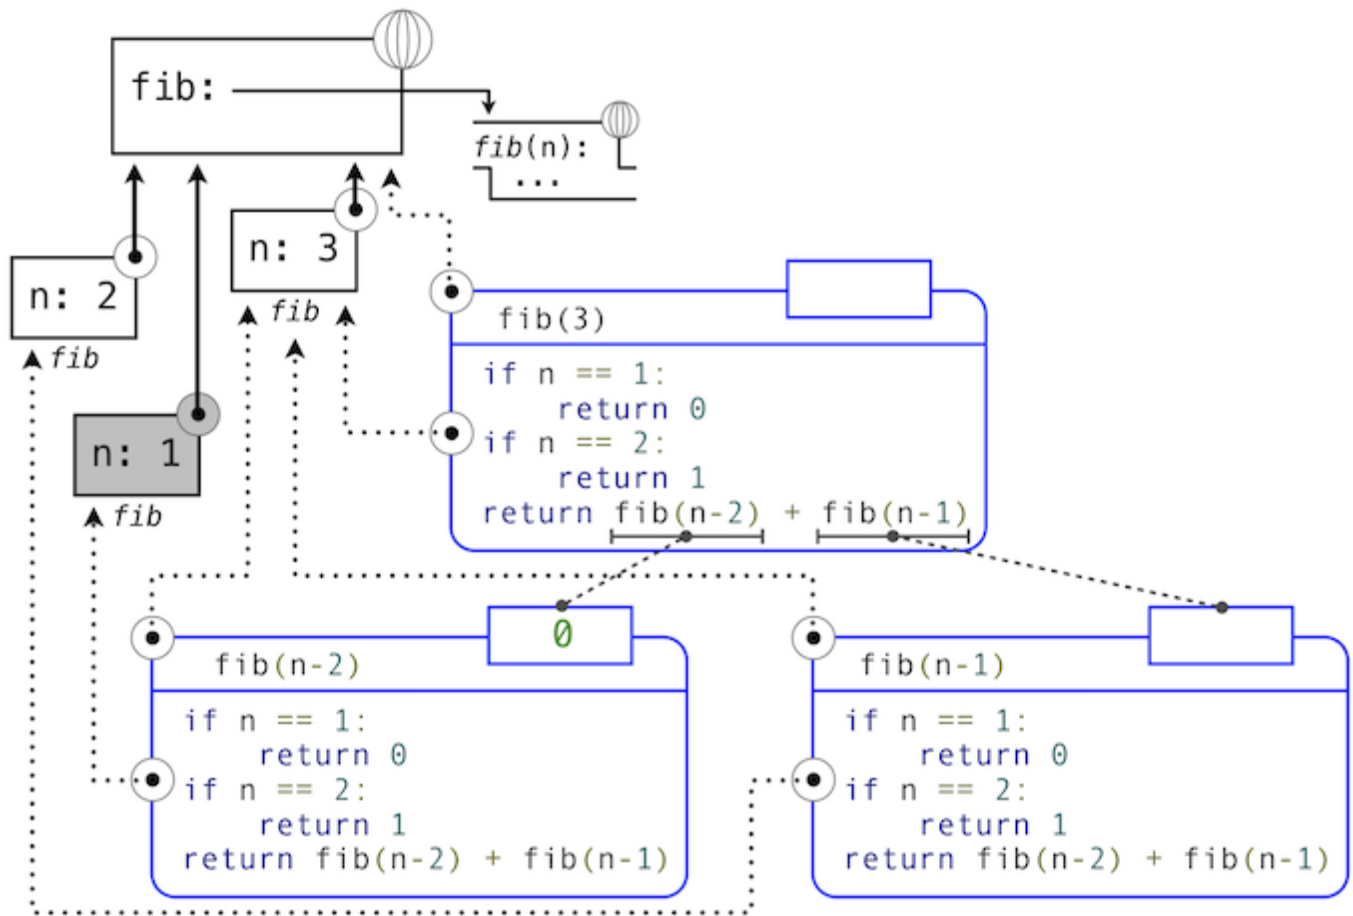 fib:
fib(n):
...
n: 3
fib
n: 2
fib
n: 1
fib
fib(3)
if n == 1:
return 0
if n == 2:
return 1
return fib(n-2) + fib(n-1)
0
fib(n-2)
if n == 1:
return 0
if n == 2:
return 1
return fib(n-2) + fib(n-1)
fib(n-1)
if n == 1:
return 0
if n == 2:
return 1
return fib(n-2) + fib(n-1)